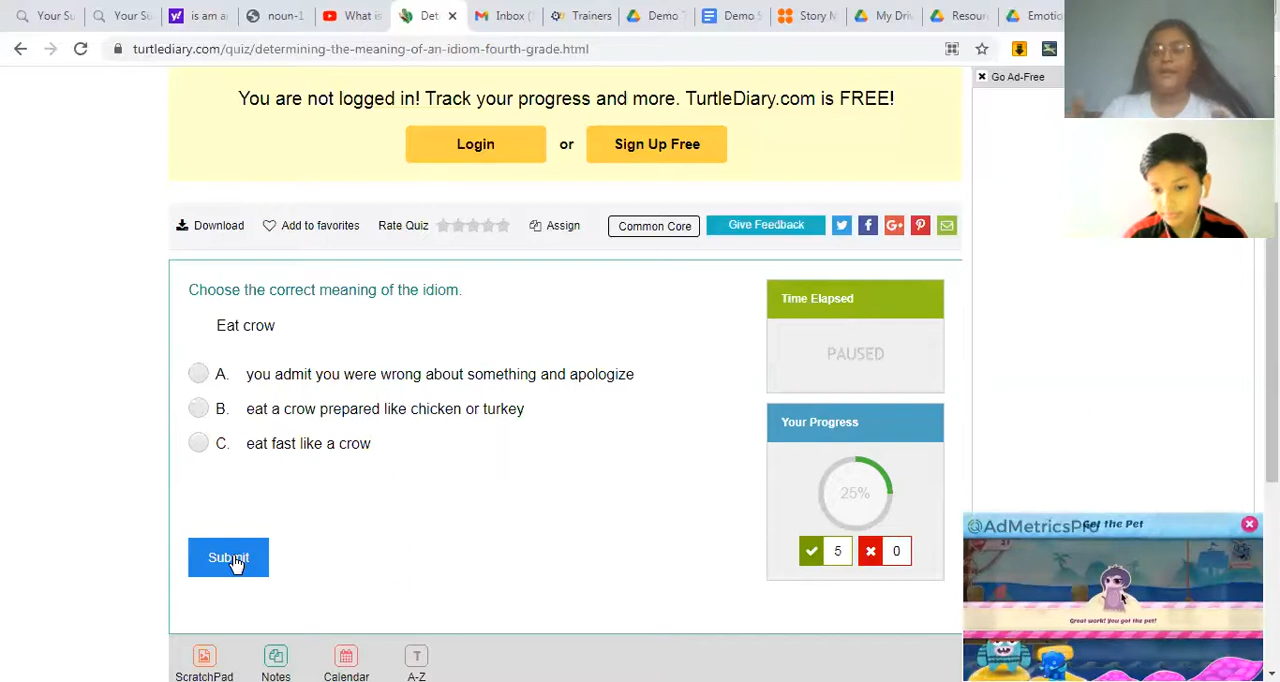 Your Su
Your Se
is am ar
noun-1
What is
Det
Inbox (
Trainers
Demo T
Demo S
Story M
My Driv
Resour
Emotio
turtlediary.com/quiz/determining-the-meaning-of-an-idiom-fourth-grade.html
Go Ad-Free
You are not logged in! Track your progress and more. TurtleDiary.com is FREE!
Login or Sign Up Free
Download Add to favorites Rate Quiz Assign Common Core Give Feedback
Choose the correct meaning of the idiom.
Eat crow
A. you admit you were wrong about something and apologize
B. eat a crow prepared like chicken or turkey
C. eat fast like a crow
Submit
Time Elapsed
PAUSED
Your Progress
25%
5 0
AdMetricsPro
Get the Pet
Great work! You got the pet!
T
ScratchPad Notes Calendar A-Z